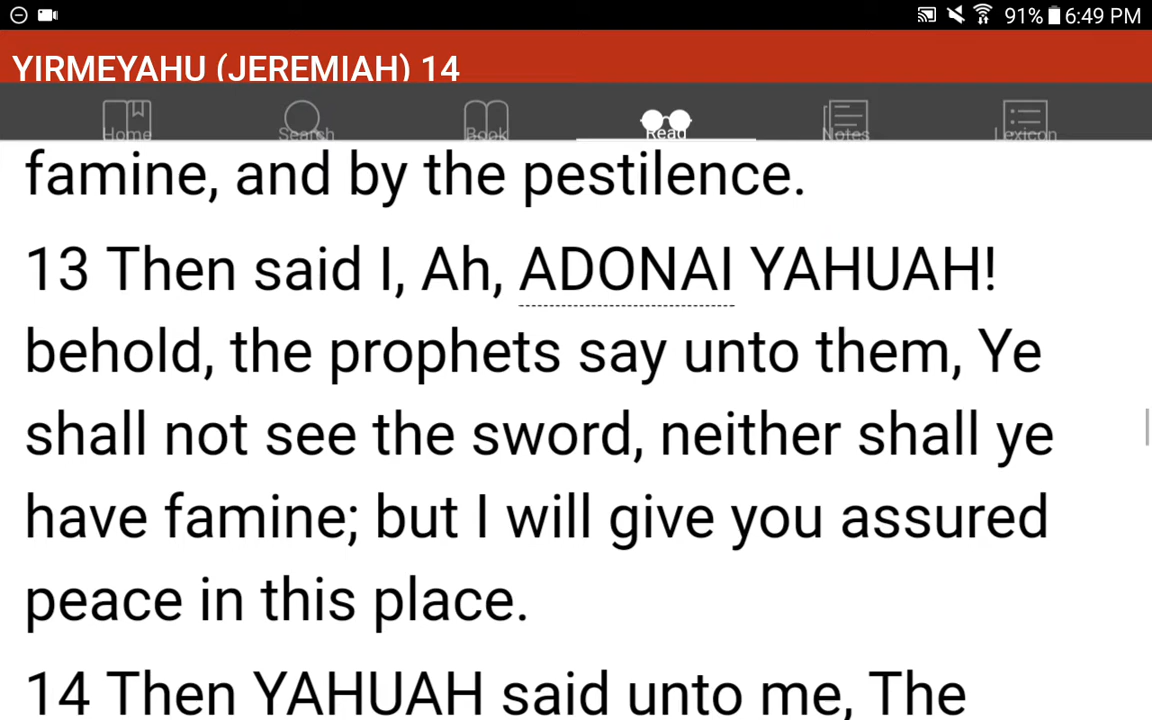 91% 6:49 PM
YIRMEYAHU (JEREMIAH) 14
Home Search Book Read Notes Lexicon
famine, and by the pestilence.
13 Then said I, Ah, ADONAI YAHUAH!
behold, the prophets say unto them, Ye
shall not see the sword, neither shall ye
have famine; but I will give you assured
peace in this place.
14 Then YAHUAH said unto me, The